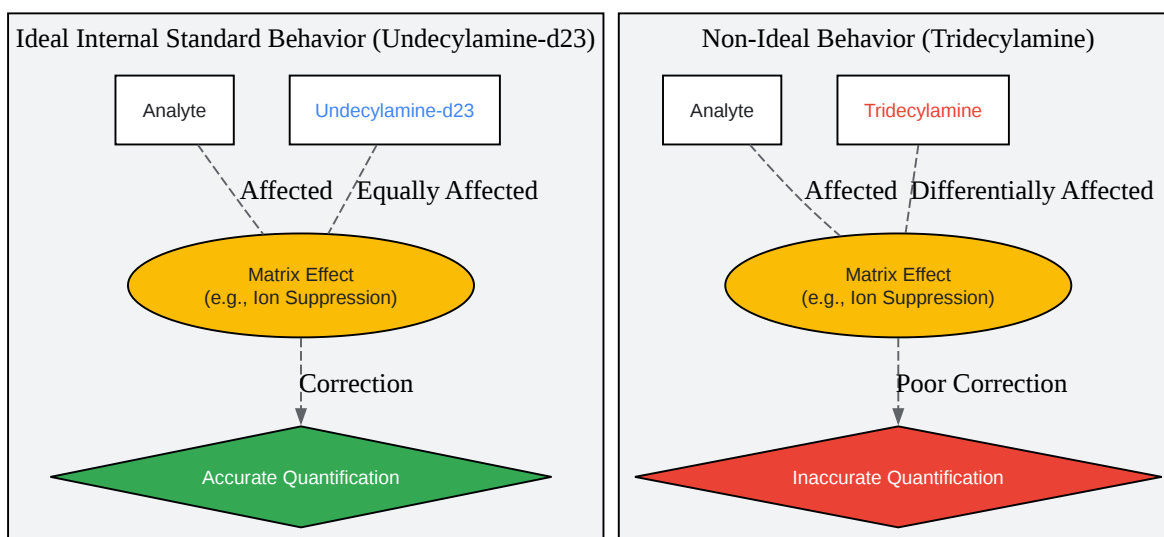 Ideal Internal Standard Behavior (Undecylamine-d23)
Analyte
Undecylamine-d23
Affected
Equally Affected
Matrix Effect
(e.g., Ion Suppression)
Correction
Accurate Quantification
Non-Ideal Behavior (Tridecylamine)
Analyte
Tridecylamine
Affected
Differentially Affected
Matrix Effect
(e.g., Ion Suppression)
Poor Correction
Inaccurate Quantification